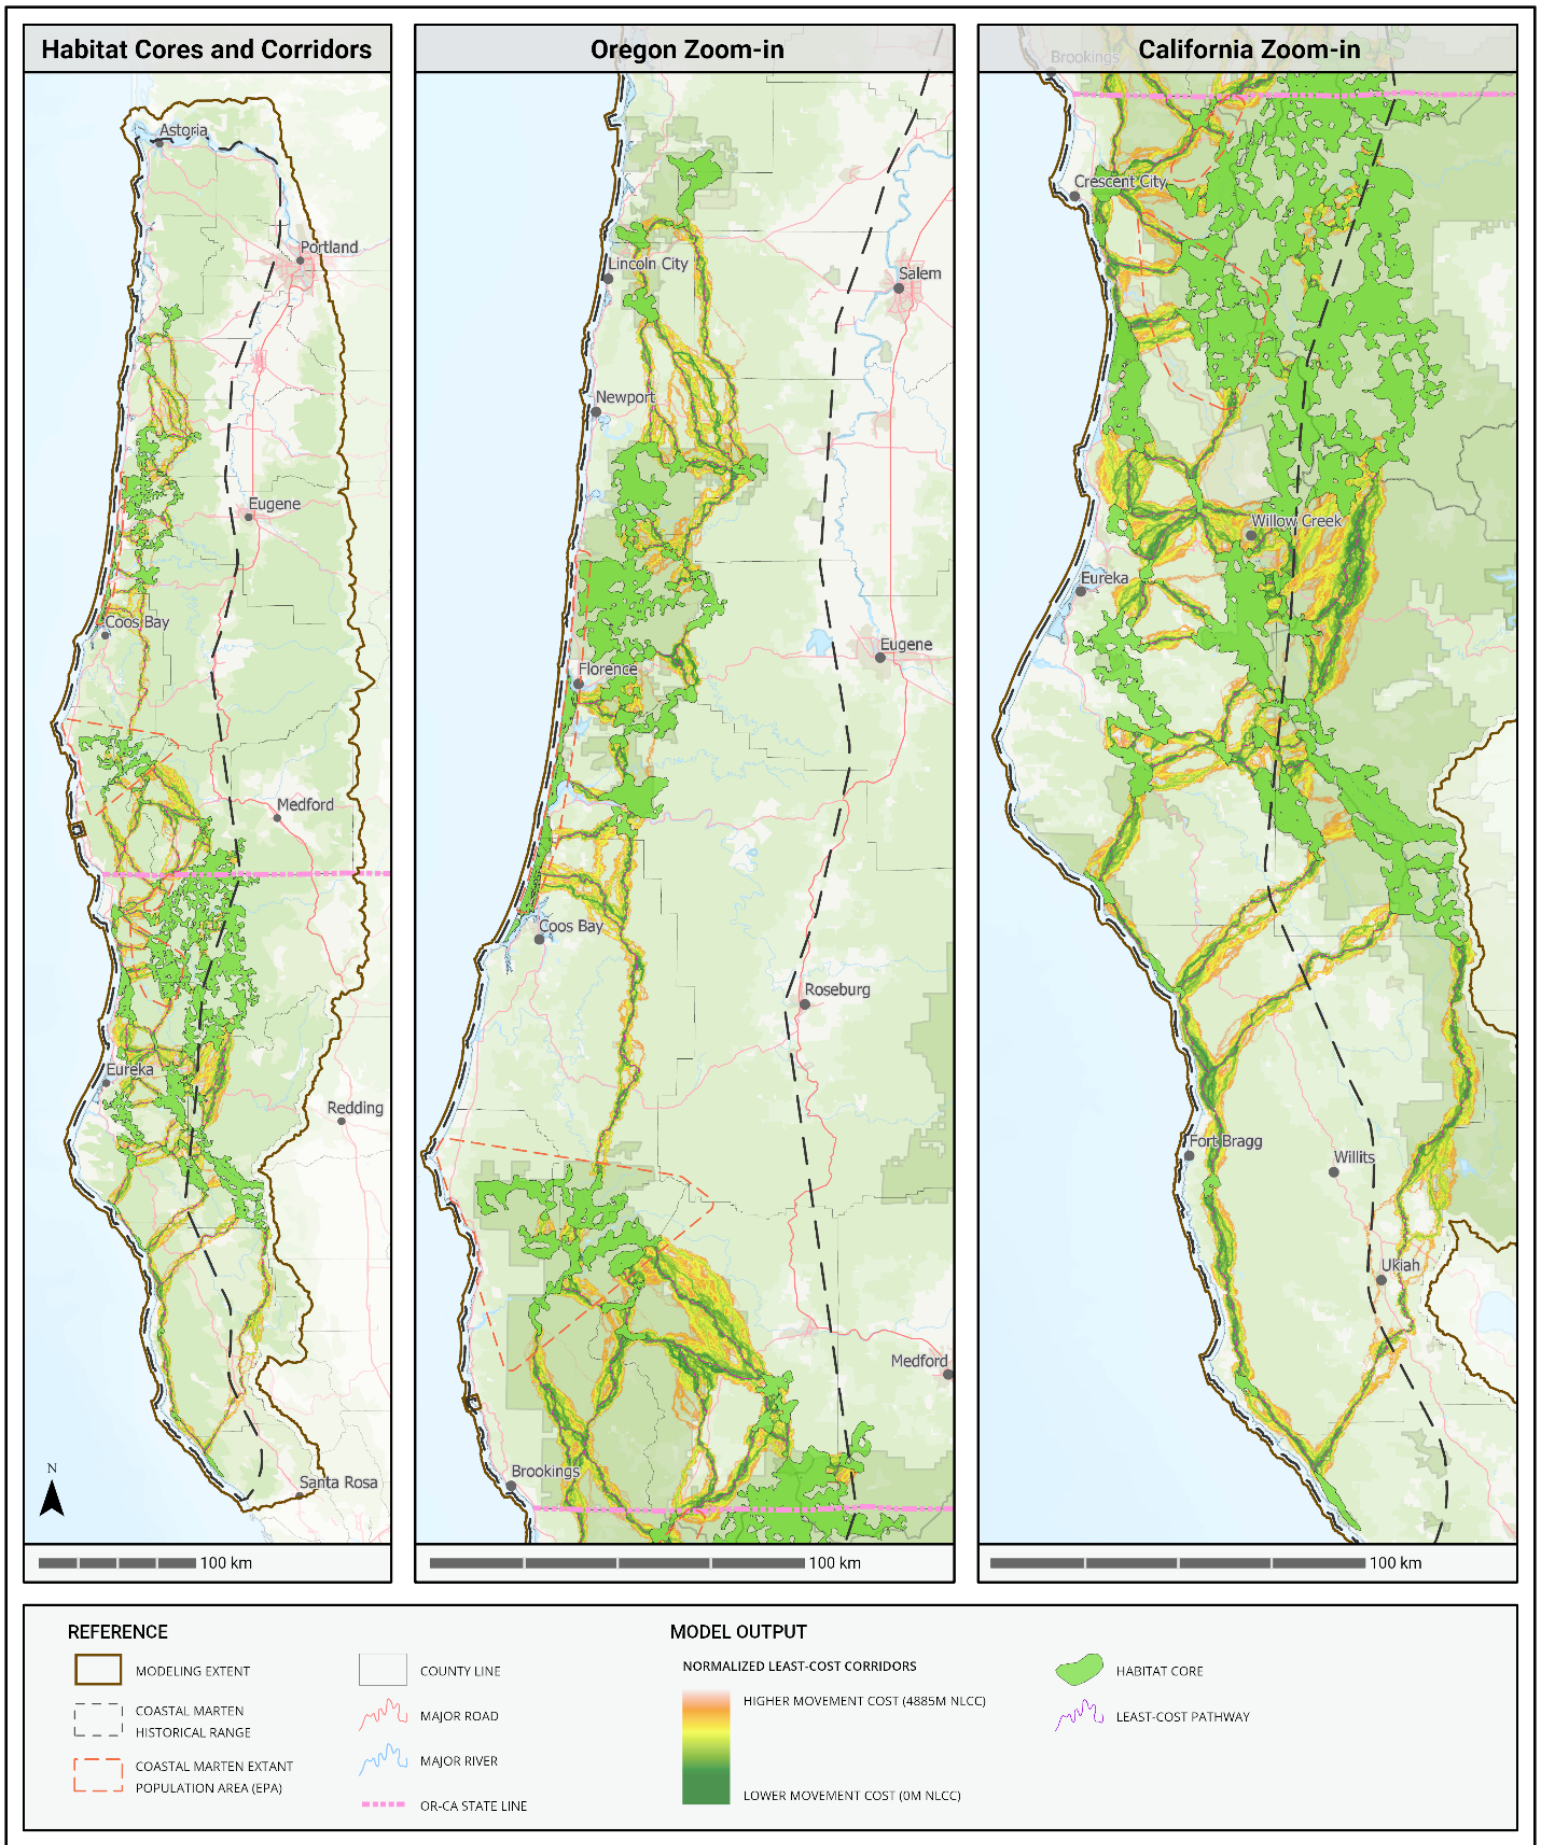 Habitat Cores and Corridors
Astoria
Portland
Eugene
Coos Bay
Medford
Eureka
Redding
Santa Rosa
N
100 km
Oregon Zoom-in
Lincoln City
Salem
Newport
Eugene
Florence
Coos Bay
Roseburg
Medford
Brookings
100 km
California Zoom-in
Brookings
Crescent City
Willow Creek
Eureka
Fort Bragg
Willits
Ukiah
100 km
REFERENCE
MODELING EXTENT
COASTAL MARTEN
HISTORICAL RANGE
COASTAL MARTEN EXTANT
POPULATION AREA (EPA)
COUNTY LINE
MAJOR ROAD
MAJOR RIVER
OR-CA STATE LINE
MODEL OUTPUT
NORMALIZED LEAST-COST CORRIDORS
HIGHER MOVEMENT COST (4885M NLCC)
LOWER MOVEMENT COST (0M NLCC)
HABITAT CORE
LEAST-COST PATHWAY